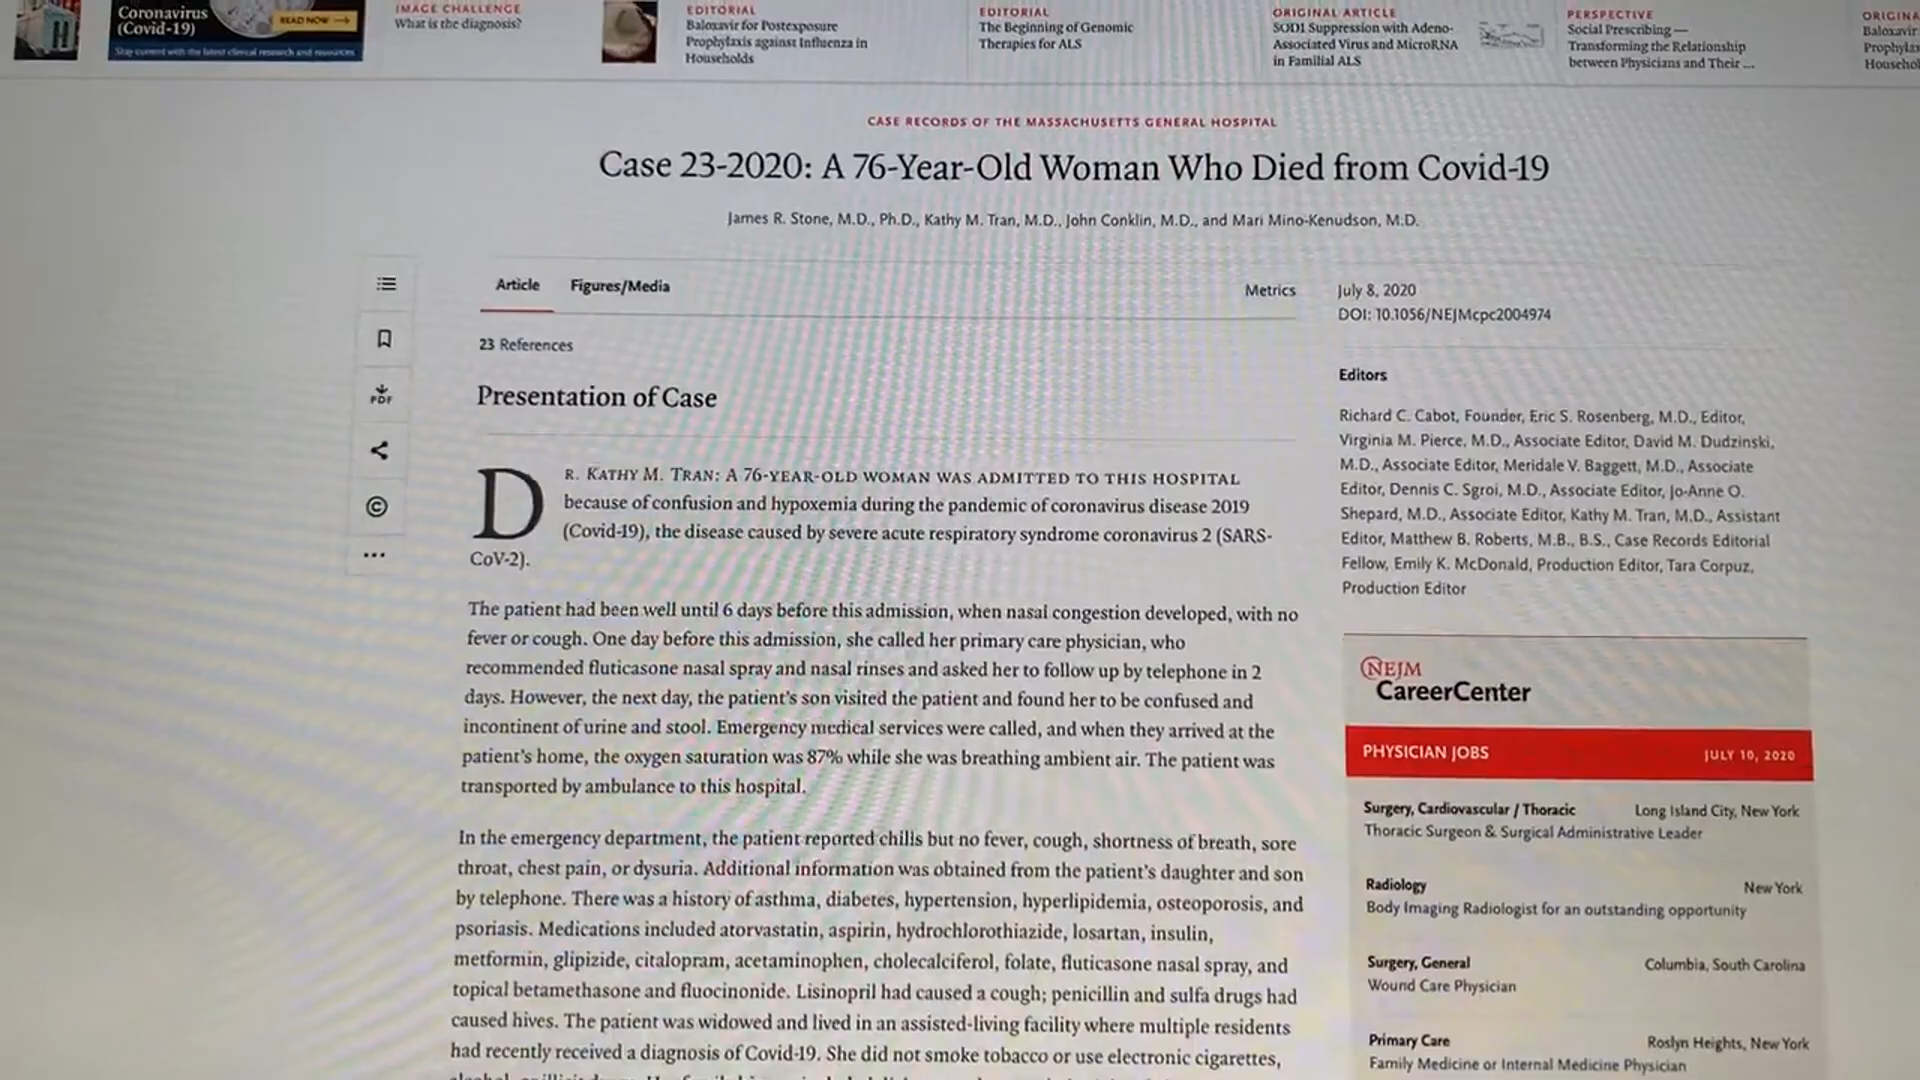 Coronavirus
(Covid-19)
READ NOW
Stay current with the latest clinical research and resources.
IMAGE CHALLENGE
What is the diagnosis?
EDITORIAL
Baloxavir for Postexposure
Prophylaxis against Influenza in
Households
EDITORIAL
The Beginning of Genomic
Therapies for ALS
ORIGINAL ARTICLE
SOD1 Suppression with Adeno-
Associated Virus and MicroRNA
in Familial ALS
PERSPECTIVE
Social Prescribing —
Transforming the Relationship
between Physicians and Their ...
ORIGINA
Baloxavir
Prophylax
Househol
CASE RECORDS OF THE MASSACHUSETTS GENERAL HOSPITAL
Case 23-2020: A 76-Year-Old Woman Who Died from Covid-19
James R. Stone, M.D., Ph.D., Kathy M. Tran, M.D., John Conklin, M.D., and Mari Mino-Kenudson, M.D.
Article
Figures/Media
Metrics
23 References
Presentation of Case
DR. KATHY M. TRAN: A 76-YEAR-OLD WOMAN WAS ADMITTED TO THIS HOSPITAL
because of confusion and hypoxemia during the pandemic of coronavirus disease 2019
(Covid-19), the disease caused by severe acute respiratory syndrome coronavirus 2 (SARS-
CoV-2).
The patient had been well until 6 days before this admission, when nasal congestion developed, with no
fever or cough. One day before this admission, she called her primary care physician, who
recommended fluticasone nasal spray and nasal rinses and asked her to follow up by telephone in 2
days. However, the next day, the patient's son visited the patient and found her to be confused and
incontinent of urine and stool. Emergency medical services were called, and when they arrived at the
patient's home, the oxygen saturation was 87% while she was breathing ambient air. The patient was
transported by ambulance to this hospital.
In the emergency department, the patient reported chills but no fever, cough, shortness of breath, sore
throat, chest pain, or dysuria. Additional information was obtained from the patient's daughter and son
by telephone. There was a history of asthma, diabetes, hypertension, hyperlipidemia, osteoporosis, and
psoriasis. Medications included atorvastatin, aspirin, hydrochlorothiazide, losartan, insulin,
metformin, glipizide, citalopram, acetaminophen, cholecalciferol, folate, fluticasone nasal spray, and
topical betamethasone and fluocinonide. Lisinopril had caused a cough; penicillin and sulfa drugs had
caused hives. The patient was widowed and lived in an assisted-living facility where multiple residents
had recently received a diagnosis of Covid-19. She did not smoke tobacco or use electronic cigarettes,
PDF
July 8, 2020
DOI: 10.1056/NEJMcpc2004974
Editors
Richard C. Cabot, Founder, Eric S. Rosenberg, M.D., Editor,
Virginia M. Pierce, M.D., Associate Editor, David M. Dudzinski,
M.D., Associate Editor, Meridale V. Baggett, M.D., Associate
Editor, Dennis C. Sgroi, M.D., Associate Editor, Jo-Anne O.
Shepard, M.D., Associate Editor, Kathy M. Tran, M.D., Assistant
Editor, Matthew B. Roberts, M.B., B.S., Case Records Editorial
Fellow, Emily K. McDonald, Production Editor, Tara Corpuz,
Production Editor
NEJM
CareerCenter
PHYSICIAN JOBS
JULY 10, 2020
Surgery, Cardiovascular / Thoracic Long Island City, New York
Thoracic Surgeon & Surgical Administrative Leader
Radiology New York
Body Imaging Radiologist for an outstanding opportunity
Surgery, General Columbia, South Carolina
Wound Care Physician
Primary Care Roslyn Heights, New York
Family Medicine or Internal Medicine Physician